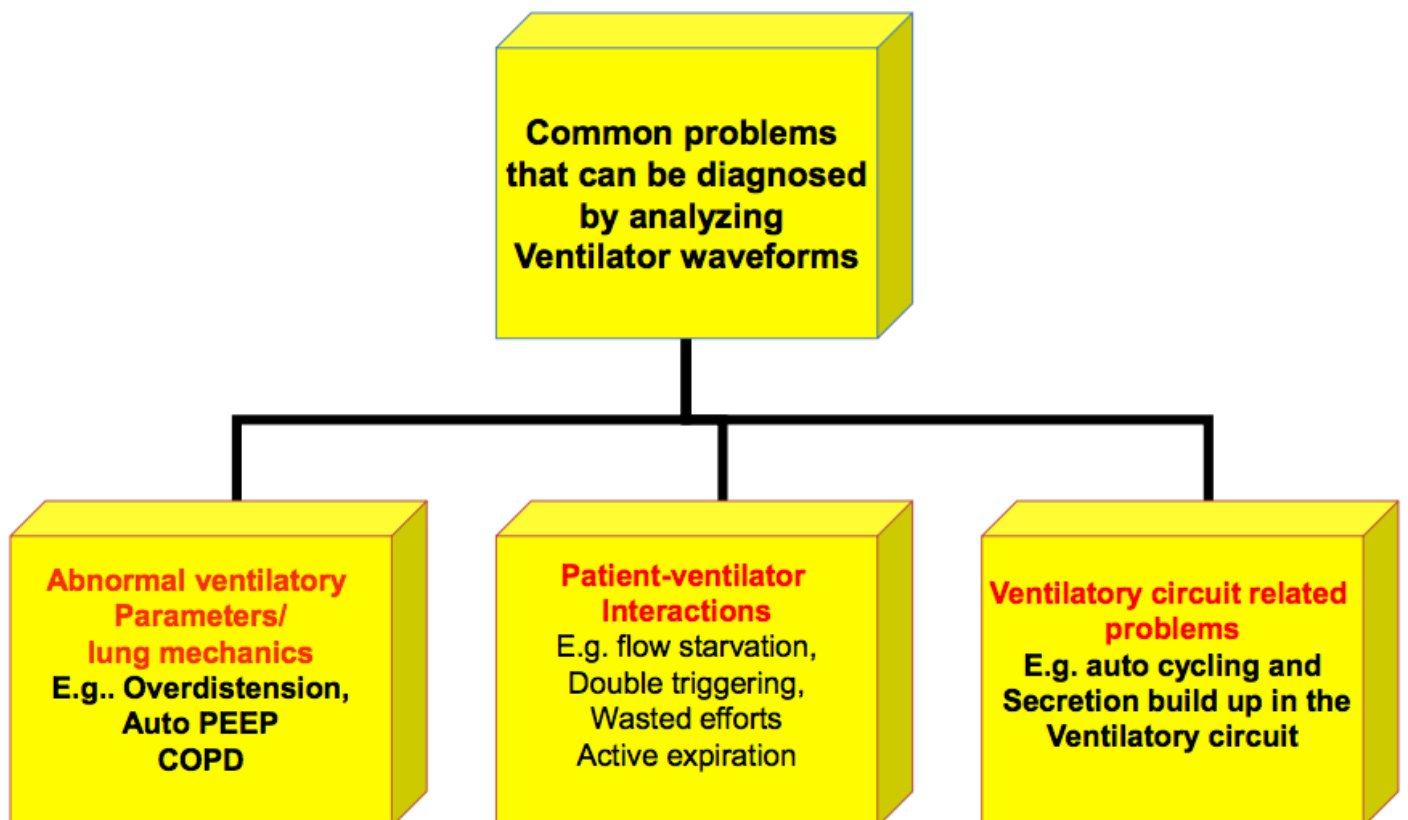 Common problems
that can be diagnosed
by analyzing
Ventilator waveforms
Abnormal ventilatory
Parameters/
lung mechanics
E.g.. Overdistension,
Auto PEEP
COPD
Patient-ventilator
Interactions
E.g. flow starvation,
Double triggering,
Wasted efforts
Active expiration
Ventilatory circuit related
problems
E.g. auto cycling and
Secretion build up in the
Ventilatory circuit